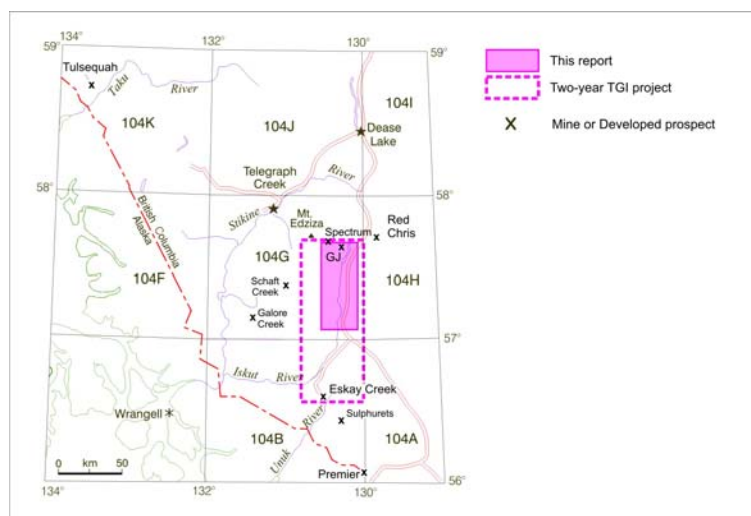 134°
132°
130°
59°
59°
Tulsequah
Taku
River
104K
104J
104I
Dease
Lake
Telegraph
Creek
River
58°
58°
Stikine
Mt.
Edziza
Spectrum
Red
Chris
GJ
British Columbia
Alaska
104F
104G
104H
Schaft
Creek
Galore
Creek
57°
57°
Iskut
River
Eskay Creek
Wrangell
Sulphurets
River
Unuk
104B
104A
Premier
0
km
50
56°
134°
132°
130°
This report
Two-year TGI project
X
Mine or Developed prospect